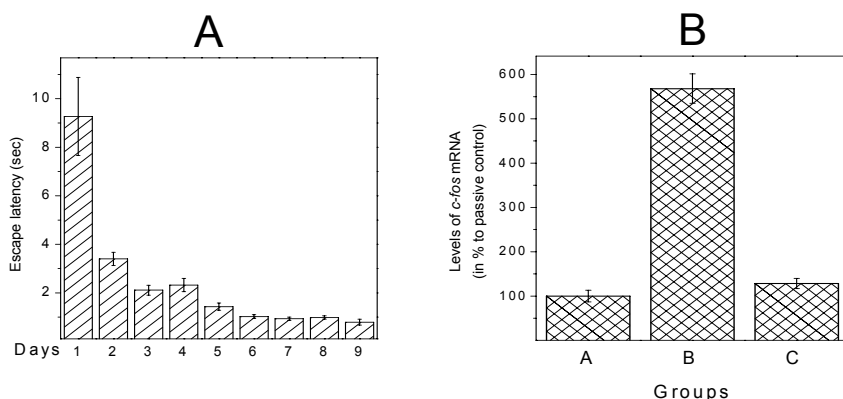 A
Escape latency (sec)
10
8
6
4
2
Days 1 2 3 4 5 6 7 8 9
B
Levels of c-fos mRNA
(in % to passive control)
600
500
400
300
200
100
A B C
Groups